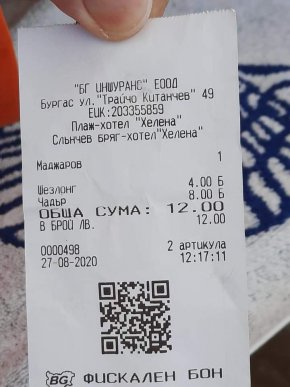 "БГ ИНШУРАНС" ЕООД
Бургас ул."Трайчо Китанчев" 49
ЕИК:203355859
Плаж-хотел "Хелена"
Слънчев бряг-хотел"Хелена"
Маджаров 1
Шезлонг 4.00 Б
Чадър 8.00 Б
ОБЩА СУМА: 12.00
В БРОЙ ЛВ. 12.00
0000498 2 артикула
27-08-2020 12:17:11
BG ФИСКАЛЕН БОН